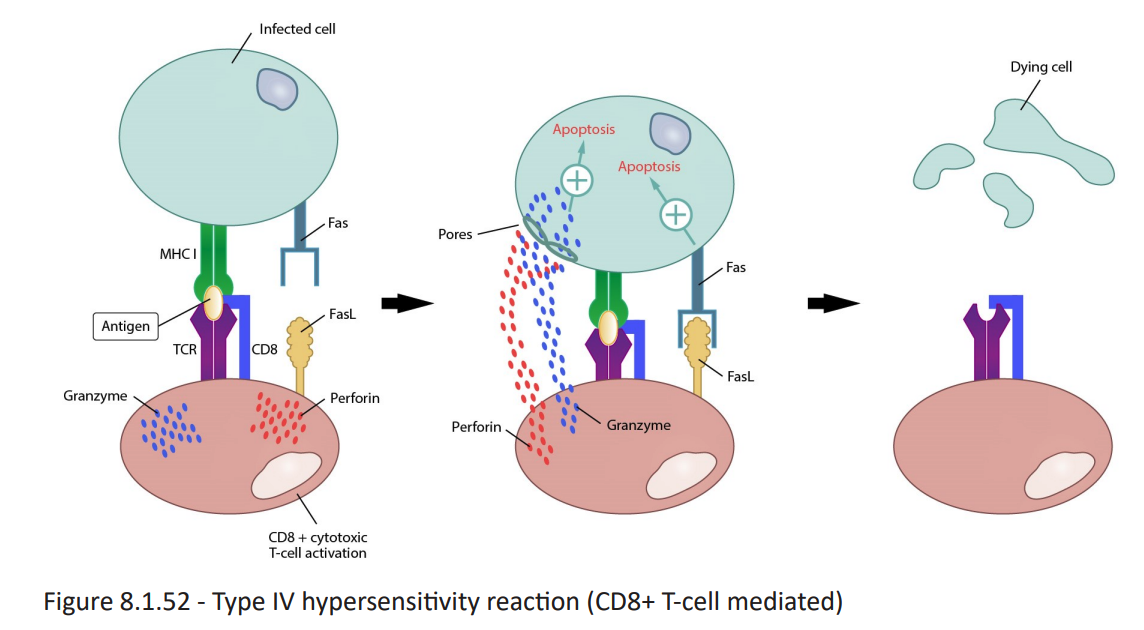 Infected cell
Fas
MHC I
Antigen
FasL
TCR
CD8
Granzyme
Perforin
CD8 + cytotoxic
T-cell activation
Apoptosis
Apoptosis
Pores
Fas
FasL
Perforin
Granzyme
Dying cell
Figure 8.1.52 - Type IV hypersensitivity reaction (CD8+ T-cell mediated)